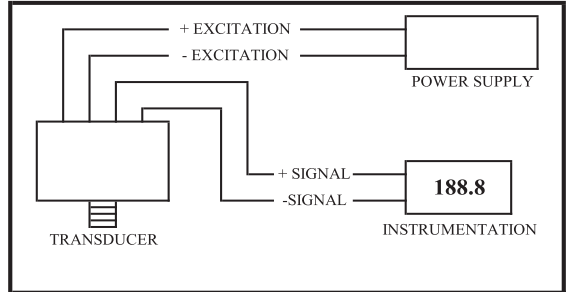 + EXCITATION
- EXCITATION
POWER SUPPLY
+ SIGNAL
-SIGNAL
188.8
TRANSDUCER
INSTRUMENTATION